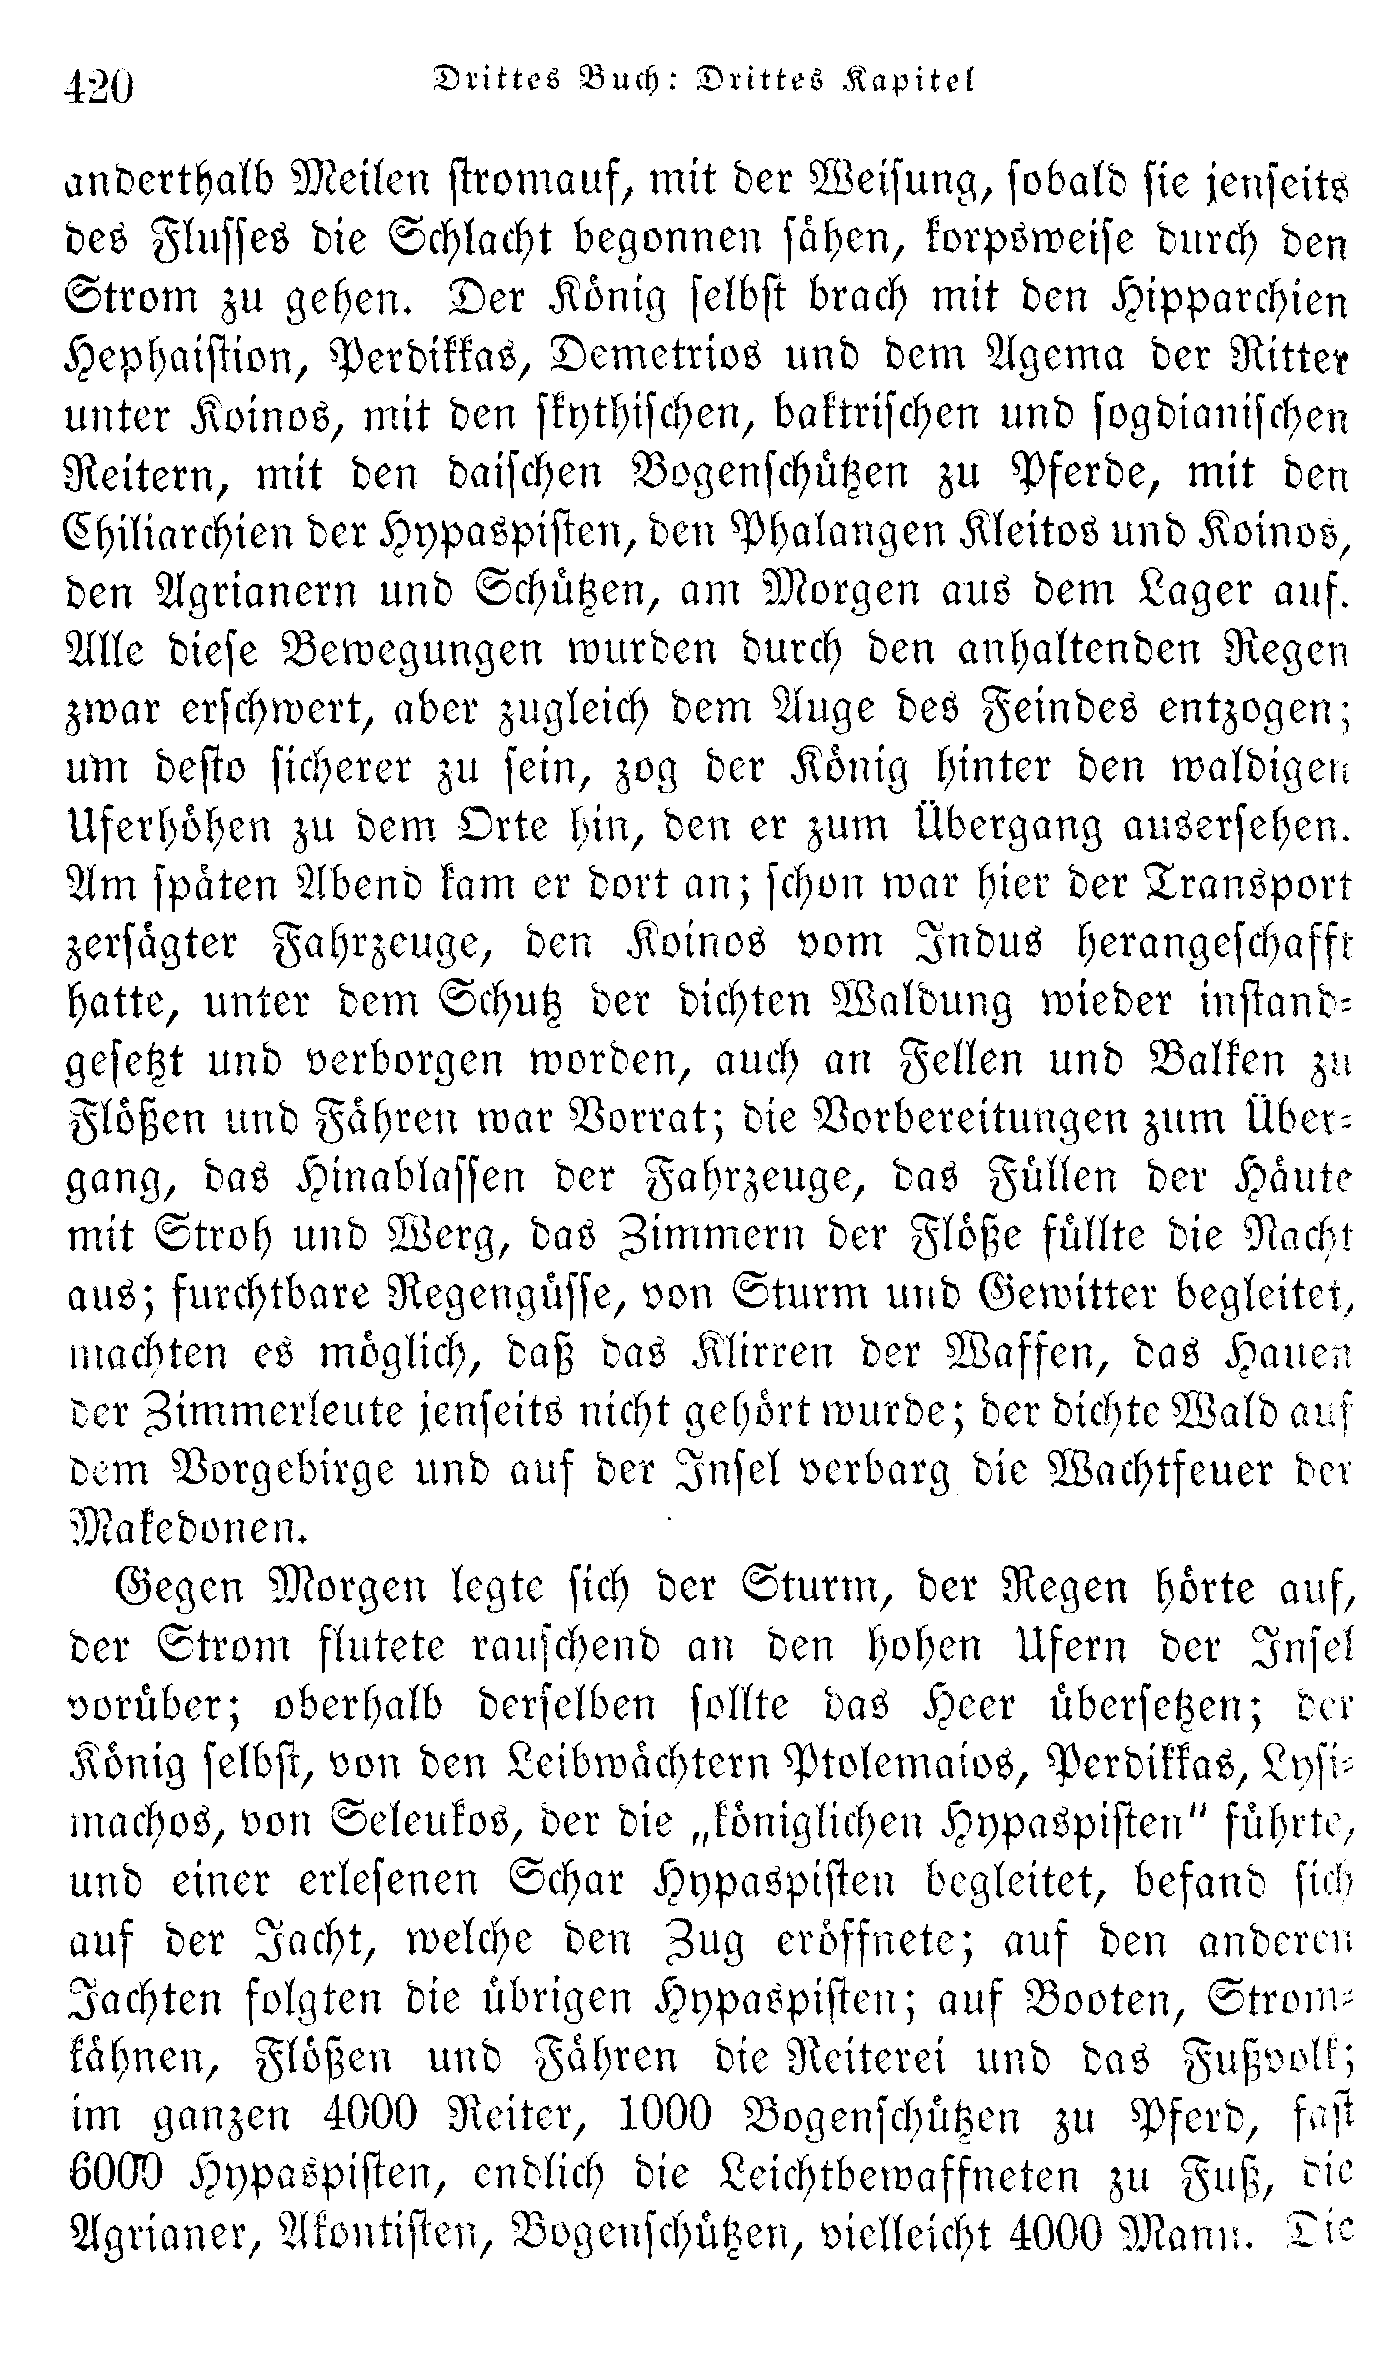 420
Drittes Buch: Drittes Kapitel
anderthalb Meilen stromauf, mit der Weisung, sobald sie jenseits
des Flusses die Schlacht begonnen sähen, korpsweise durch den
Strom zu gehen. Der König selbst brach mit den Hipparchien
Hephaistion, Perdikkas, Demetrios und dem Agema der Ritter
unter Koinos, mit den skythischen, baktrischen und sogdianischen
Reitern, mit den daischen Bogenschützen zu Pferde, mit den
Chiliarchien der Hypaspisten, den Phalangen Kleitos und Koinos,
den Agrianern und Schützen, am Morgen aus dem Lager auf.
Alle diese Bewegungen wurden durch den anhaltenden Regen
zwar erschwert, aber zugleich dem Auge des Feindes entzogen;
um desto sicherer zu sein, zog der König hinter den waldigen
Uferhöhen zu dem Orte hin, den er zum Übergang ausersehen.
Am späten Abend kam er dort an; schon war hier der Transport
zersägter Fahrzeuge, den Koinos vom Indus herangeschafft
hatte, unter dem Schutz der dichten Waldung wieder instand-
gesetzt und verborgen worden, auch an Fellen und Balken zu
Flößen und Fähren war Vorrat; die Vorbereitungen zum Über-
gang, das Hinablassen der Fahrzeuge, das Füllen der Häute
mit Stroh und Werg, das Zimmern der Flöße füllte die Nacht
aus; furchtbare Regengüsse, von Sturm und Gewitter begleitet,
machten es möglich, daß das Klirren der Waffen, das Hauen
der Zimmerleute jenseits nicht gehört wurde; der dichte Wald auf
dem Vorgebirge und auf der Insel verbarg die Wachtfeuer der
Makedonen.
Gegen Morgen legte sich der Sturm, der Regen hörte auf,
der Strom flutete rauschend an den hohen Ufern der Insel
vorüber; oberhalb derselben sollte das Heer übersetzen; der
König selbst, von den Leibwächtern Ptolemaios, Perdikkas, Lysi-
machos, von Seleukos, der die „königlichen Hypaspisten“ führte,
und einer erlesenen Schar Hypaspisten begleitet, befand sich
auf der Jacht, welche den Zug eröffnete; auf den anderen
Jachten folgten die übrigen Hypaspisten; auf Booten, Strom-
kähnen, Flößen und Fähren die Reiterei und das Fußvolk;
im ganzen 4000 Reiter, 1000 Bogenschützen zu Pferd, fast
6000 Hypaspisten, endlich die Leichtbewaffneten zu Fuß, die
Agrianer, Akontisten, Bogenschützen, vielleicht 4000 Mann. Die